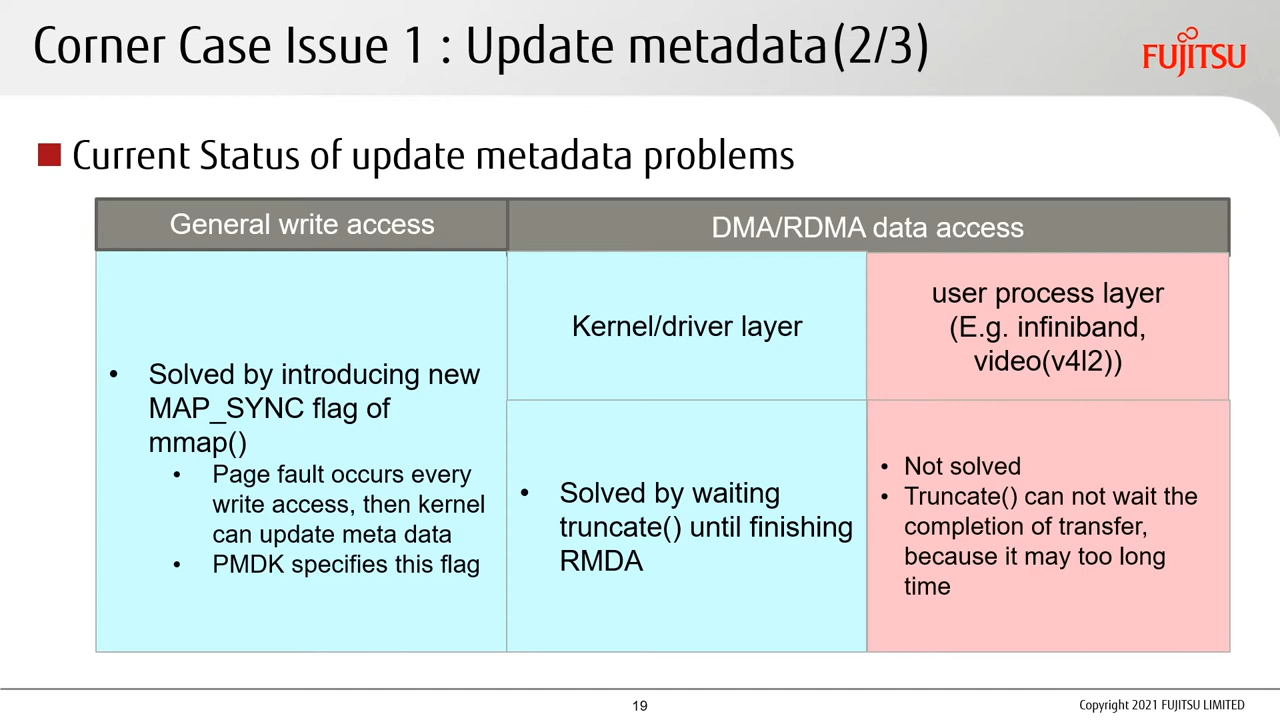 Corner Case Issue 1 : Update metadata(2/3)
FUJITSU
Current Status of update metadata problems
General write access
DMA/RDMA data access
• Solved by introducing new
MAP_SYNC flag of
mmap()
• Page fault occurs every
write access, then kernel
can update meta data
• PMDK specifies this flag
Kernel/driver layer
• Solved by waiting
truncate() until finishing
RMDA
user process layer
(E.g. infiniband,
video(v4l2))
• Not solved
• Truncate() can not wait the
completion of transfer,
because it may too long
time
19
Copyright 2021 FUJITSU LIMITED